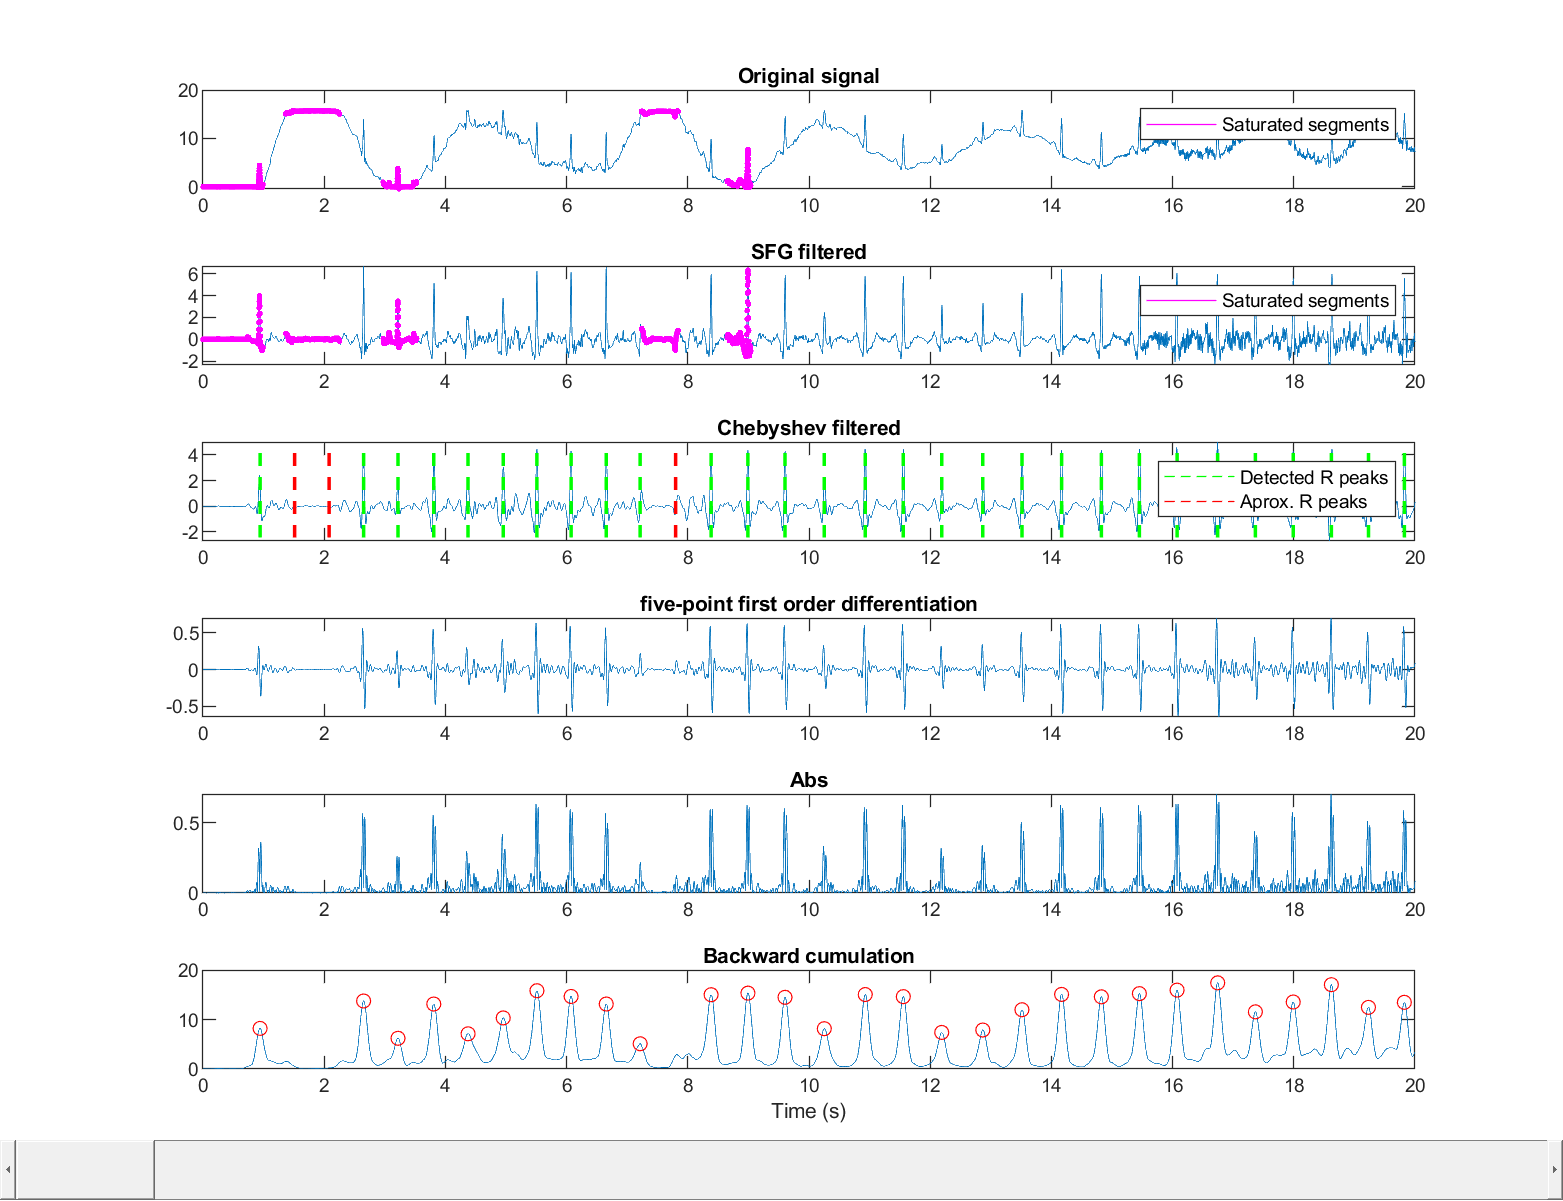 Original signal
20
10
0
Saturated segments
0 2 4 6 8 10 12 14 16 18 20
SFG filtered
6
4
2
0
-2
Saturated segments
0 2 4 6 8 10 12 14 16 18 20
Chebyshev filtered
4
2
0
-2
Detected R peaks
Aprox. R peaks
0 2 4 6 8 10 12 14 16 18 20
five-point first order differentiation
0.5
0
-0.5
0 2 4 6 8 10 12 14 16 18 20
Abs
0.5
0
0 2 4 6 8 10 12 14 16 18 20
Backward cumulation
20
10
0
0 2 4 6 8 10 12 14 16 18 20
Time (s)